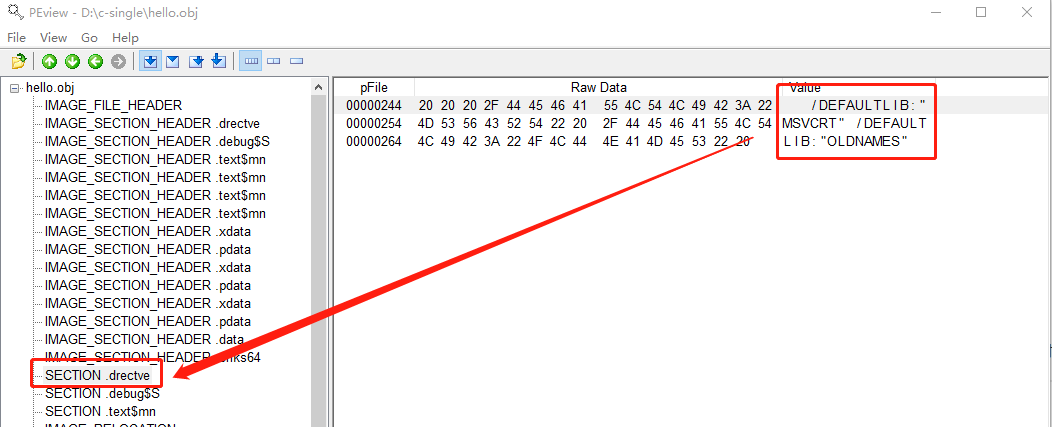 PEview - D:\c-single\hello.obj
File View Go Help
hello.obj
IMAGE_FILE_HEADER
IMAGE_SECTION_HEADER .drectve
IMAGE_SECTION_HEADER .debug$S
IMAGE_SECTION_HEADER .text$mn
IMAGE_SECTION_HEADER .text$mn
IMAGE_SECTION_HEADER .text$mn
IMAGE_SECTION_HEADER .text$mn
IMAGE_SECTION_HEADER .xdata
IMAGE_SECTION_HEADER .pdata
IMAGE_SECTION_HEADER .xdata
IMAGE_SECTION_HEADER .pdata
IMAGE_SECTION_HEADER .xdata
IMAGE_SECTION_HEADER .pdata
IMAGE_SECTION_HEADER .data
IMAGE_SECTION_HEADER
SECTION .drectve
SECTION .debug$S
SECTION .text$mn
pFile Raw Data Value
00000244 20 20 20 2F 44 45 46 41 55 4C 54 4C 49 42 3A 22 /DEFAULTLIB:"
00000254 4D 53 56 43 52 54 22 20 2F 44 45 46 41 55 4C 54 MSVCRT" /DEFAULT
00000264 4C 49 42 3A 22 4F 4C 44 4E 41 4D 45 53 22 20 LIB:"OLDNAMES"